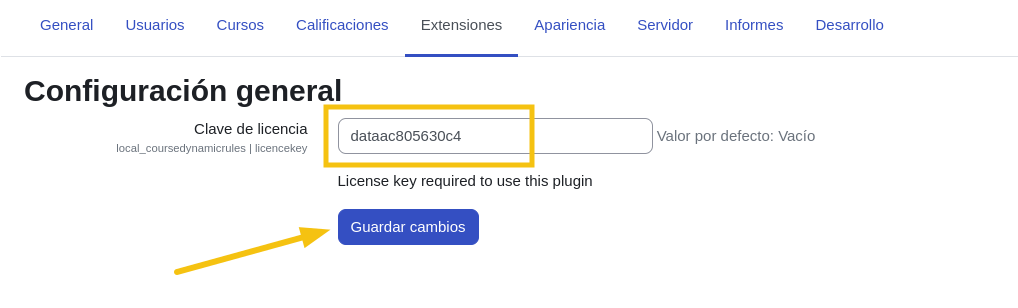 General Usuarios Cursos Calificaciones Extensiones Apariencia Servidor Informes Desarrollo
Configuración general
Clave de licencia dataac805630c4 Valor por defecto: Vacío
local_coursedynamicrules | licencekey
License key required to use this plugin
Guardar cambios